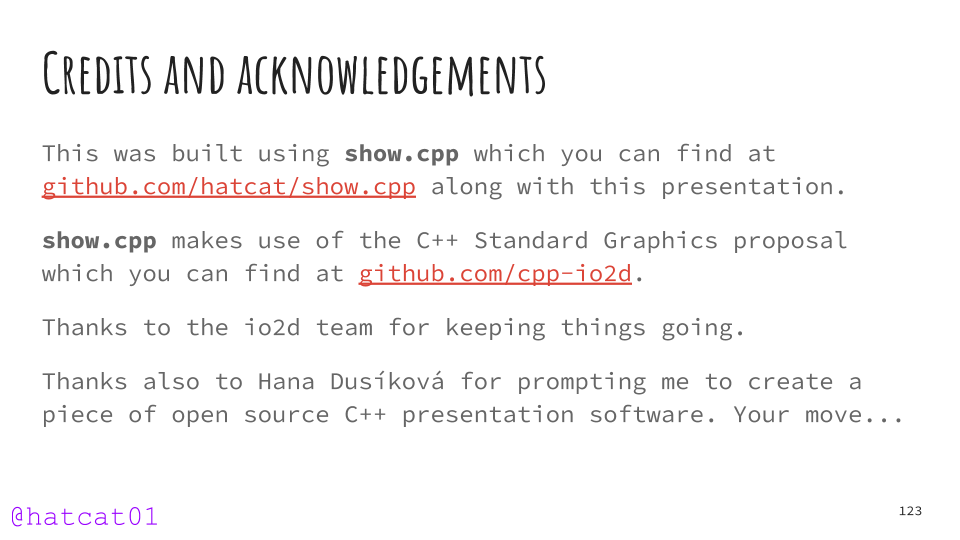 CREDITS AND ACKNOWLEDGEMENTS
This was built using show.cpp which you can find at
github.com/hatcat/show.cpp along with this presentation.
show.cpp makes use of the C++ Standard Graphics proposal
which you can find at github.com/cpp-io2d.
Thanks to the io2d team for keeping things going.
Thanks also to Hana Dusíková for prompting me to create a
piece of open source C++ presentation software. Your move...
@hatcat01
123